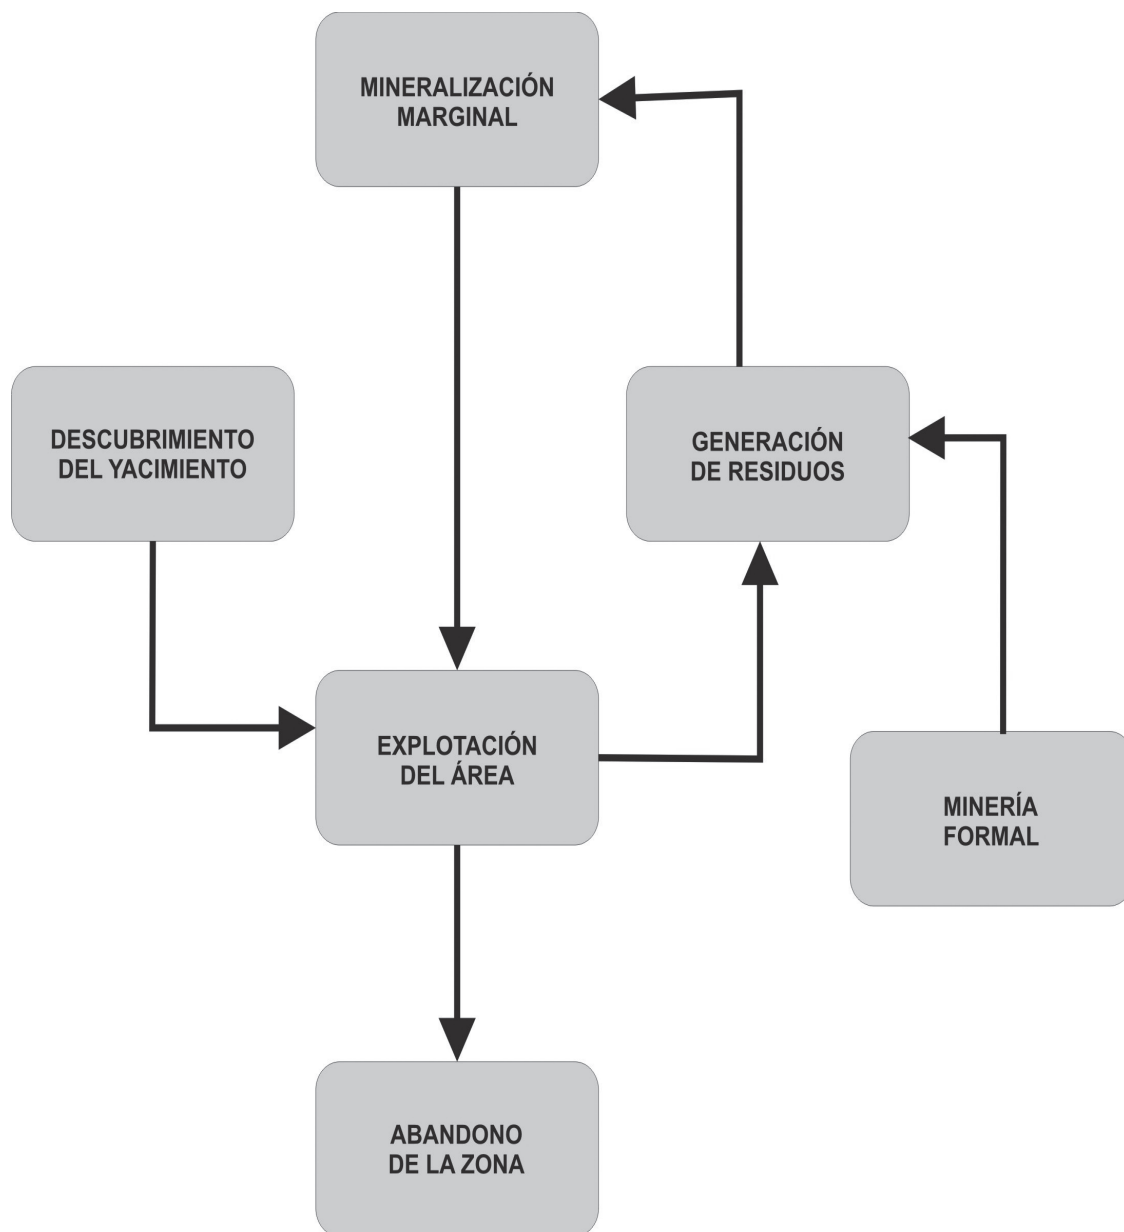 MINERALIZACIÓN
MARGINAL
DESCUBRIMIENTO
DEL YACIMIENTO
GENERACIÓN
DE RESIDUOS
EXPLOTACIÓN
DEL ÁREA
MINERÍA
FORMAL
ABANDONO
DE LA ZONA